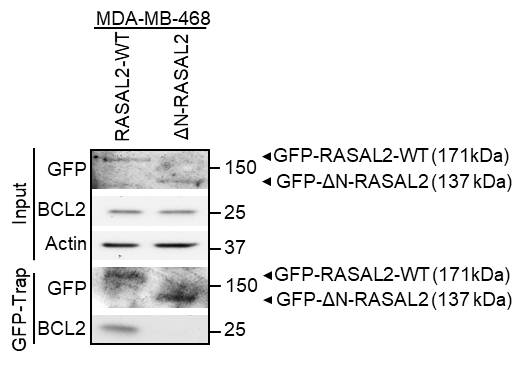 MDA-MB-468
RASAL2-WT
ΔN-RASAL2
Input
GFP
150
◄GFP-RASAL2-WT (171kDa)
◄GFP-ΔN-RASAL2 (137 kDa)
BCL2
25
Actin
37
GFP-Trap
GFP
150
◄GFP-RASAL2-WT (171kDa)
◄GFP-ΔN-RASAL2 (137 kDa)
BCL2
25